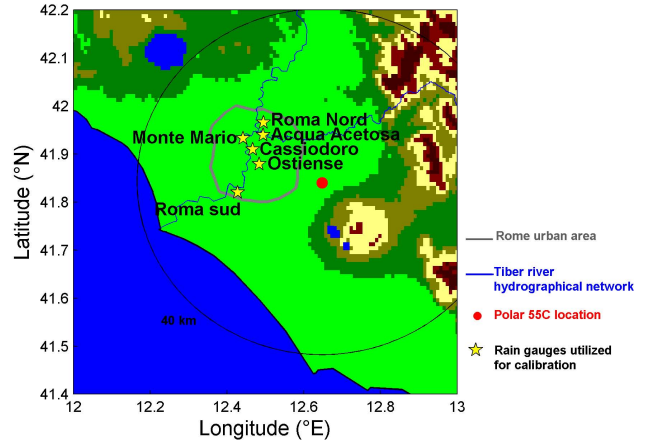 42.2
42
41.9
41.8
41.7
41.6
41.5
41.4
Latitude (°N)
Roma Nord
Monte Mario
Acqua Acetosa
Cassiodoro
Ostiense
Roma sud
40 km
12
12.2
12.4
12.6
12.8
13
Longitude (°E)
Rome urban area
Tiber river
hydrographical network
Polar 55C location
Rain gauges utilized
for calibration